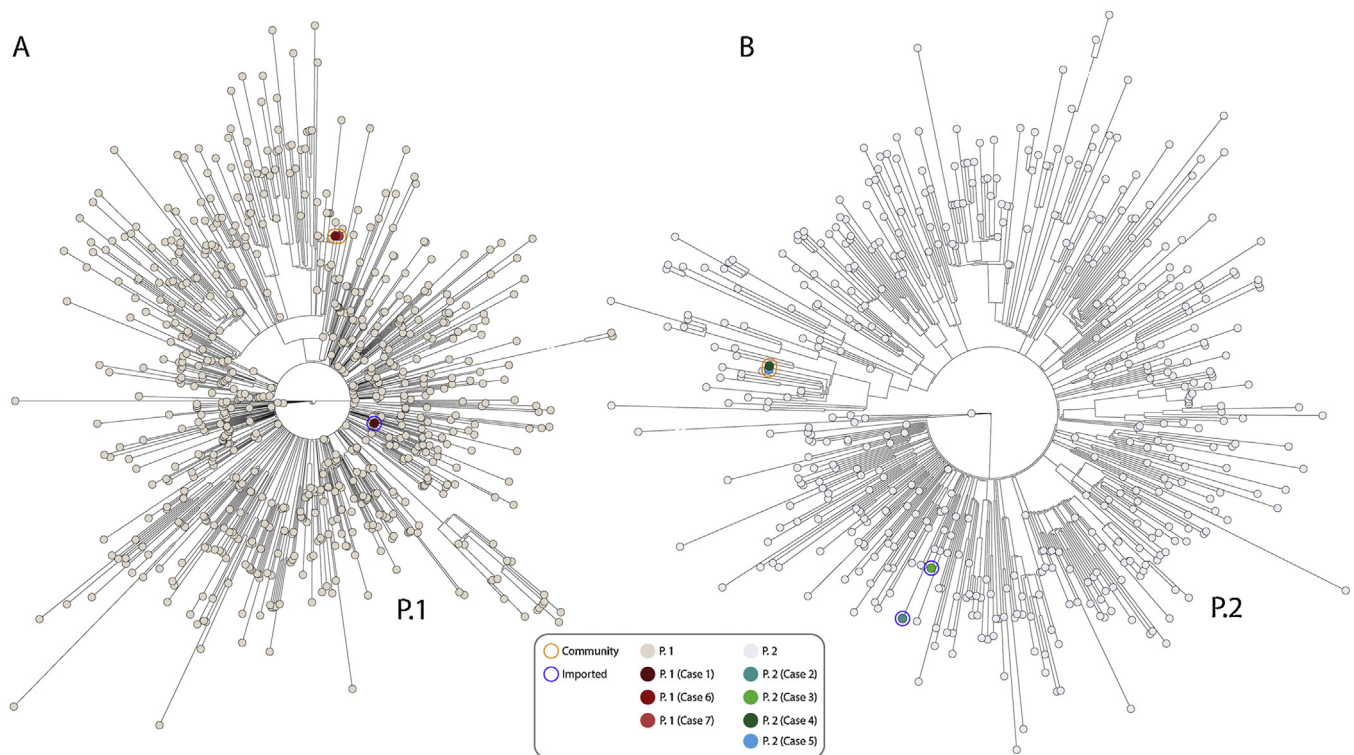 A
B
P.1
P.2
Community
P. 1
P. 2
Imported
P. 1 (Case 1)
P. 2 (Case 2)
P. 1 (Case 6)
P. 2 (Case 3)
P. 1 (Case 7)
P. 2 (Case 4)
P. 2 (Case 5)